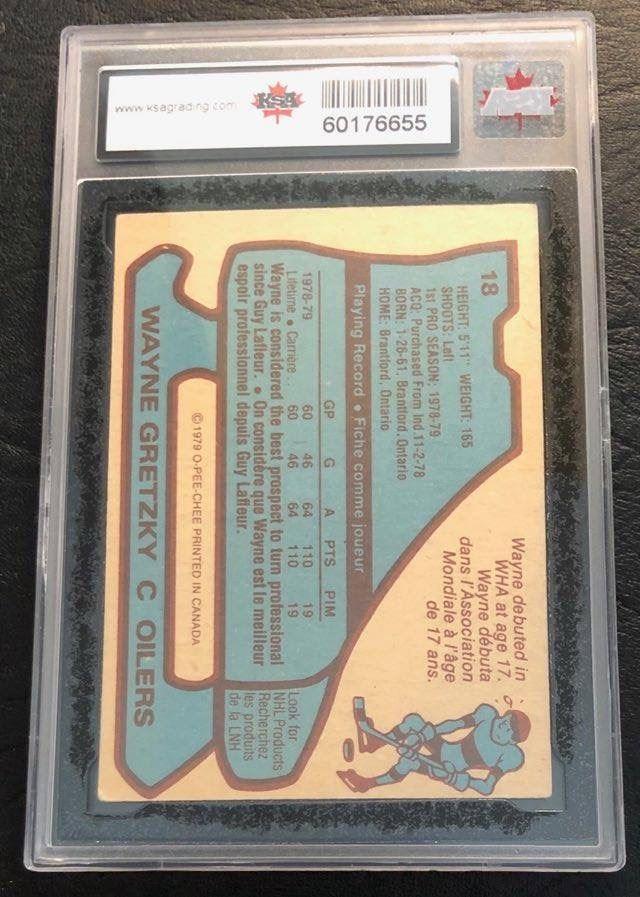 www.ksagrading.com
KSA
60176655
18
HEIGHT: 5'11" WEIGHT: 165
SHOOTS: Left
1st PRO SEASON: 1978-79
ACQ: Purchased From Ind. 11-2-78
BORN: 1-26-61, Brantford, Ontario
HOME: Brantford, Ontario
Wayne debuted in
WHA at age 17.
Wayne débuta
dans l'Association
Mondiale à l'âge
de 17 ans.
Playing Record • Fiche comme joueur
GP G A PTS PIM
1978-79 60 46 64 110 19
Lifetime • Carrière .. 60 46 64 110 19
Wayne is considered the best prospect to turn professional
since Guy Lafleur. • On considère que Wayne est le meilleur
espoir professionnel depuis Guy Lafleur.
Look for
NHL Products
Recherchez
les produits
de la LNH
© 1979 O-PEE-CHEE PRINTED IN CANADA
WAYNE GRETZKY C OILERS